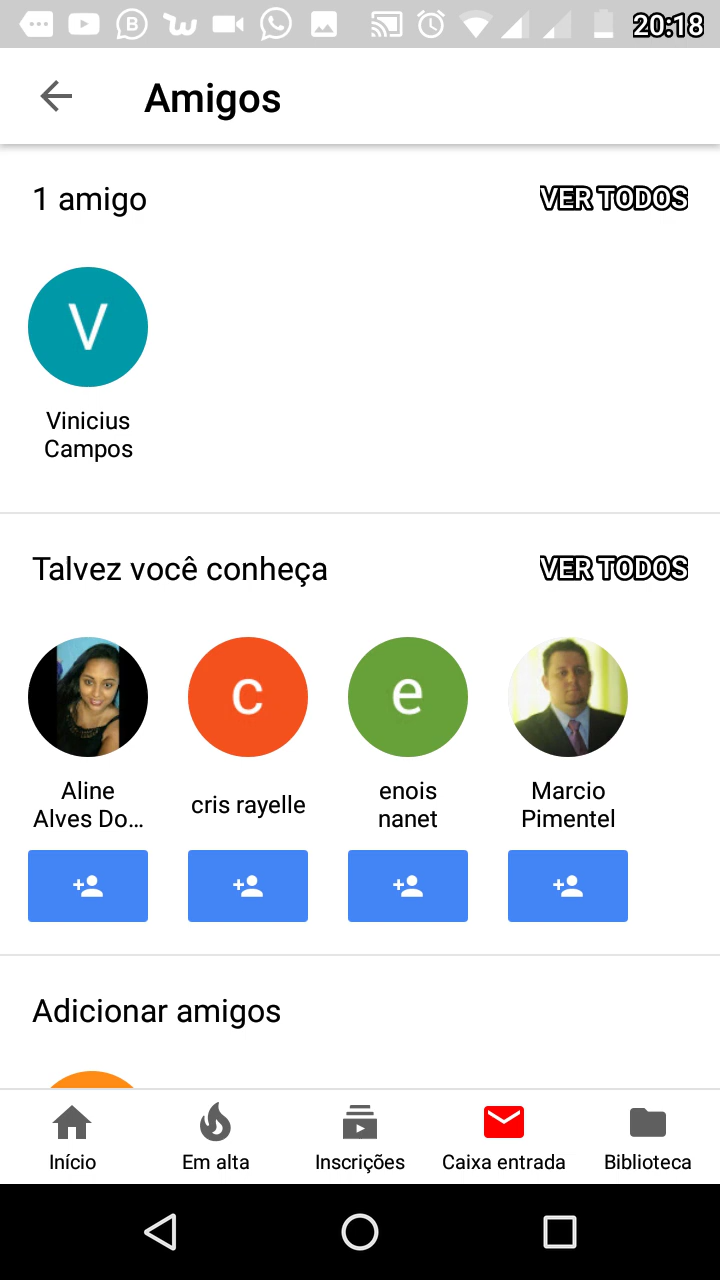 20:18
Amigos
1 amigo
VER TODOS
V
Vinicius
Campos
Talvez você conheça
VER TODOS
c
e
Aline
Alves Do...
cris rayelle
enois
nanet
Marcio
Pimentel
Adicionar amigos
Início
Em alta
Inscrições
Caixa entrada
Biblioteca